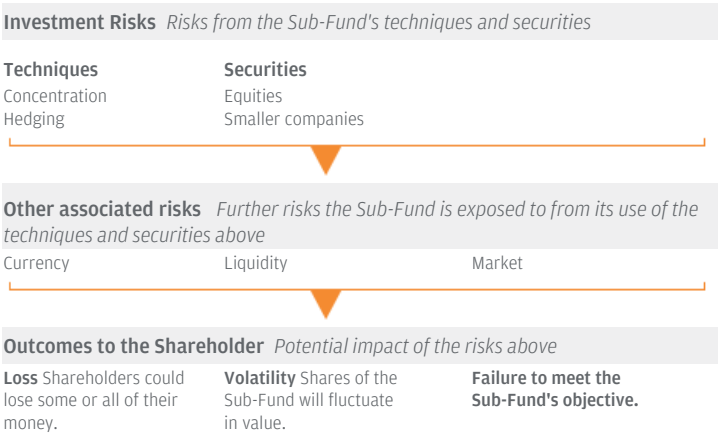 Investment Risks Risks from the Sub-Fund's techniques and securities
Techniques Securities
Concentration Equities
Hedging Smaller companies
Other associated risks Further risks the Sub-Fund is exposed to from its use of the
techniques and securities above
Currency Liquidity Market
Outcomes to the Shareholder Potential impact of the risks above
Loss Shareholders could
lose some or all of their
money.
Volatility Shares of the
Sub-Fund will fluctuate
in value.
Failure to meet the
Sub-Fund's objective.